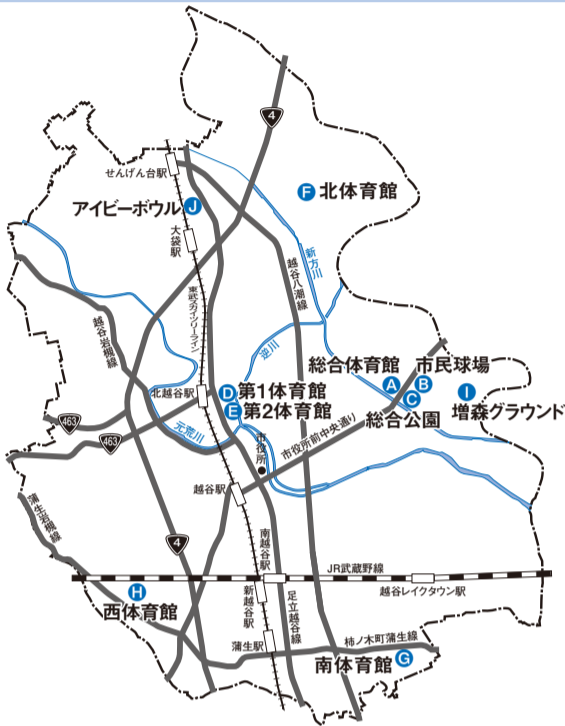 4
せんげん台駅
F 北体育館
アイビーボウル J
大袋駅
新方川
越谷八潮線
東武スカイツリーライン
越谷岩槻線
逆川
総合体育館 市民球場
A B
C
I
総合公園
増森グラウンド
北越谷駅
D 第1体育館
E 第2体育館
463
463
元荒川
市役所
市役所前中央通り
越谷駅
蒲生岩槻線
4
南越谷駅
JR武蔵野線
新越谷駅
足立越谷線
越谷レイクタウン駅
H
西体育館
蒲生駅
柿ノ木町蒲生線
南体育館 G